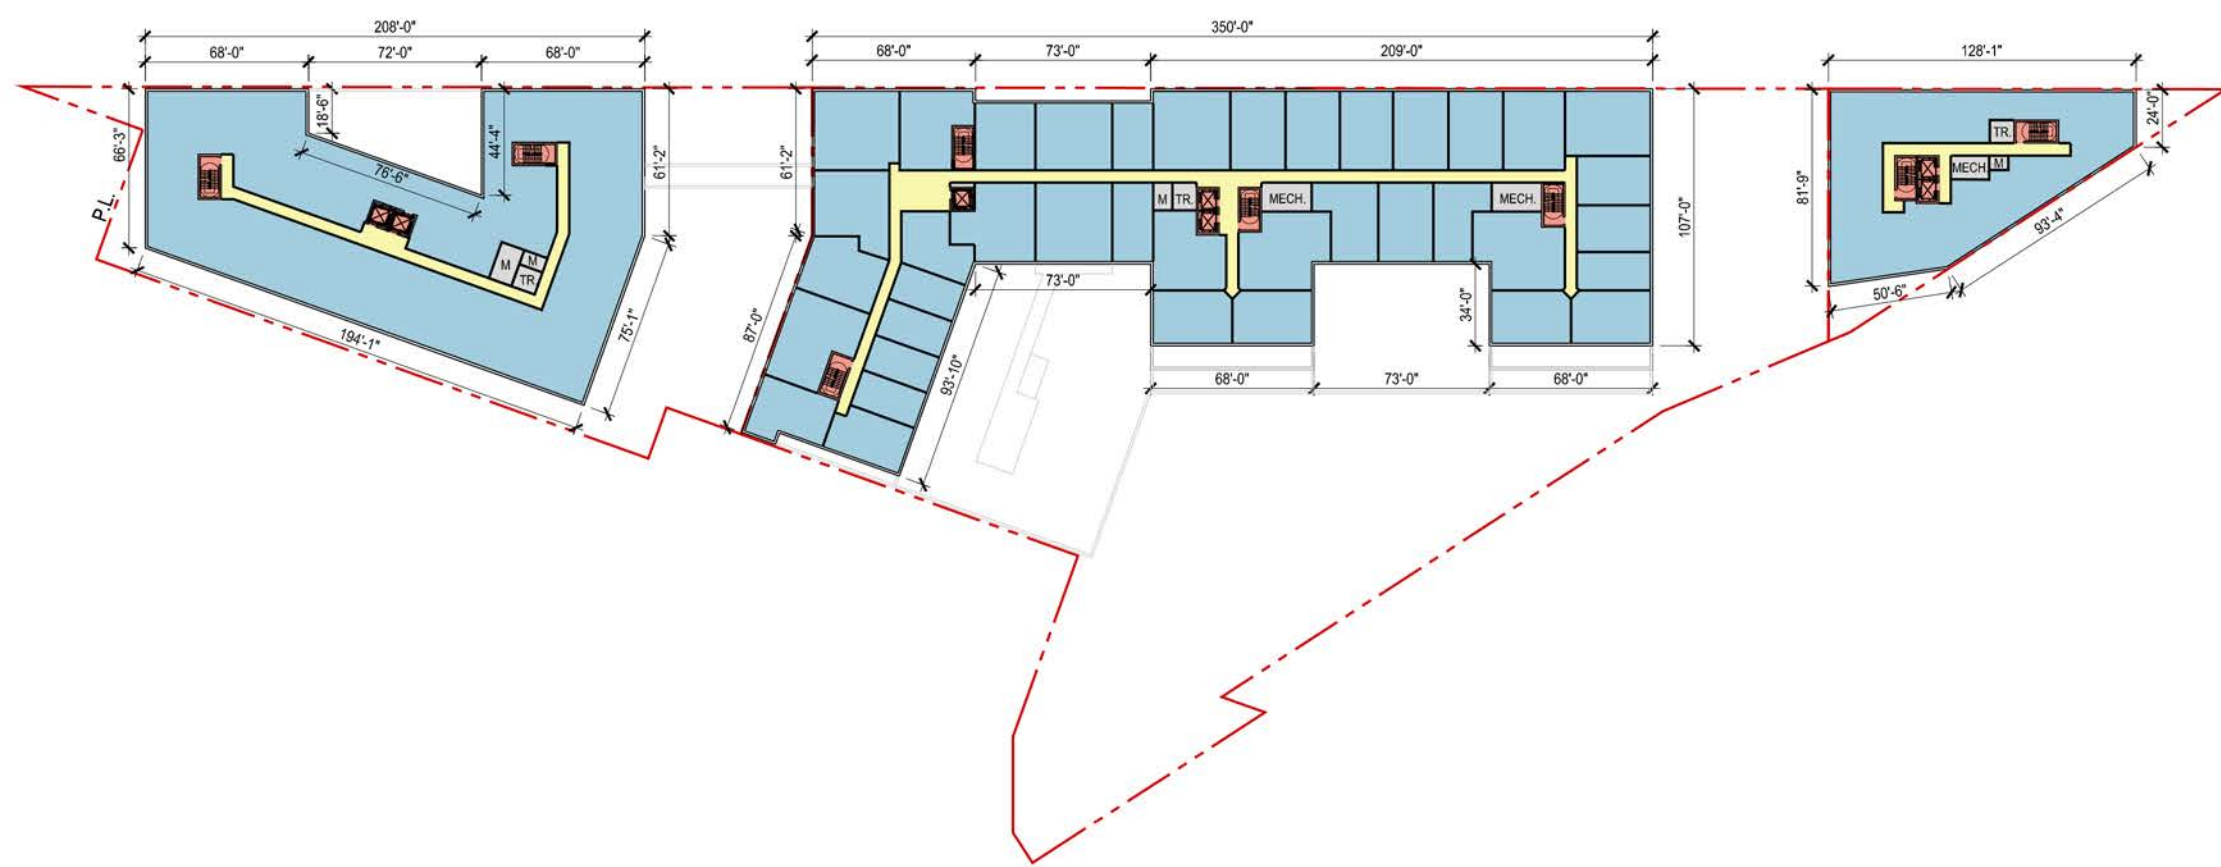 208'-0"
68'-0"
72'-0"
68'-0"
350'-0"
68'-0"
73'-0"
209'-0"
128'-1"
66'-3"
18'-6"
76'-6"
44'-4"
61'-2"
P.L.
M
M
TR.
194'-1"
75'-1"
61'-2"
87'-0"
93'-10"
73'-0"
M
TR.
MECH.
MECH.
107'-0"
34'-0"
68'-0"
73'-0"
68'-0"
81'-9"
TR.
MECH.
M
24'-0"
93'-4"
50'-6"